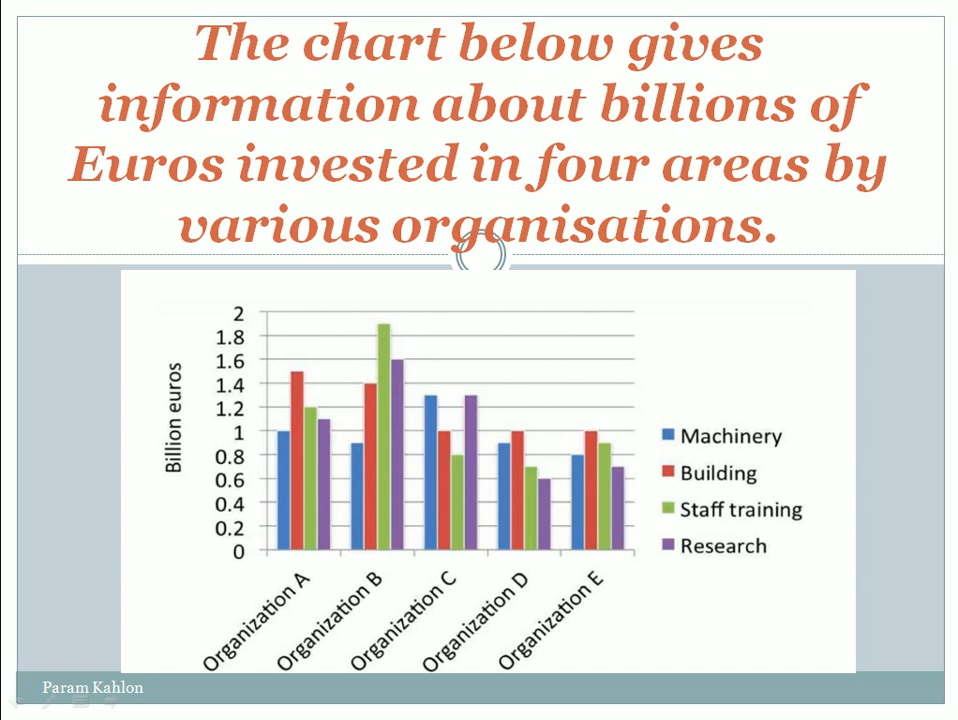 The chart below gives
information about billions of
Euros invested in four areas by
various organisations.
2
1.8
1.6
1.4
1.2
1
0.8
0.6
0.4
0.2
0
Billion euros
Organization A
Organization B
Organization C
Organization D
Organization E
Machinery
Building
Staff training
Research
Param Kahlon